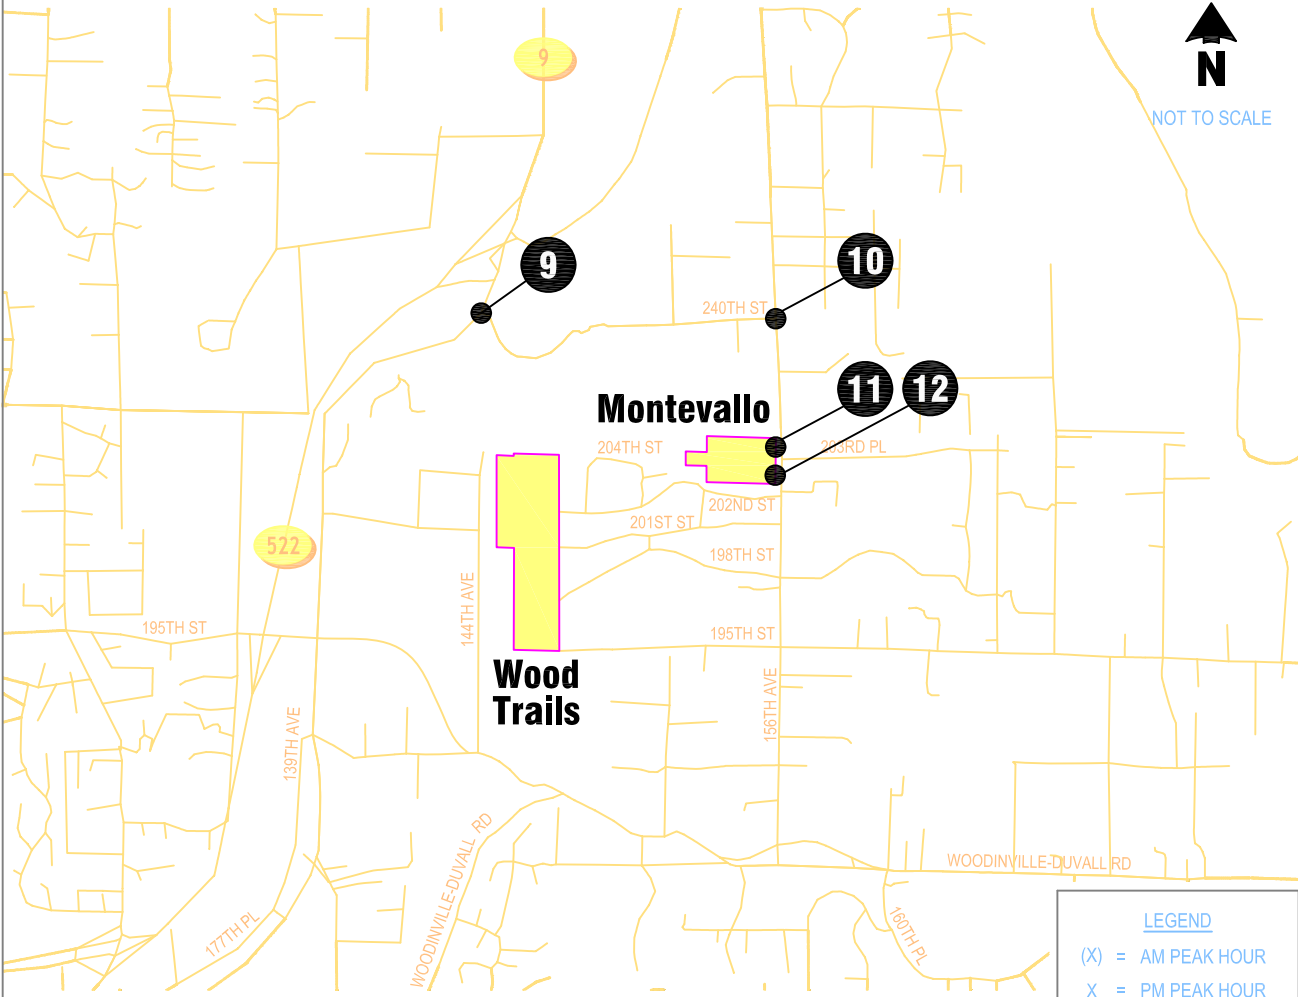 9
N
NOT TO SCALE
9
10
240TH ST
11
12
Montevallo
204TH ST
203RD PL
202ND ST
201ST ST
522
198TH ST
144TH AVE
195TH ST
195TH ST
Wood
Trails
156TH AVE
139TH AVE
WOODINVILLE-DUVALL RD
WOODINVILLE-DUVALL RD
177TH PL
160TH PL
LEGEND
(X) = AM PEAK HOUR
X = PM PEAK HOUR